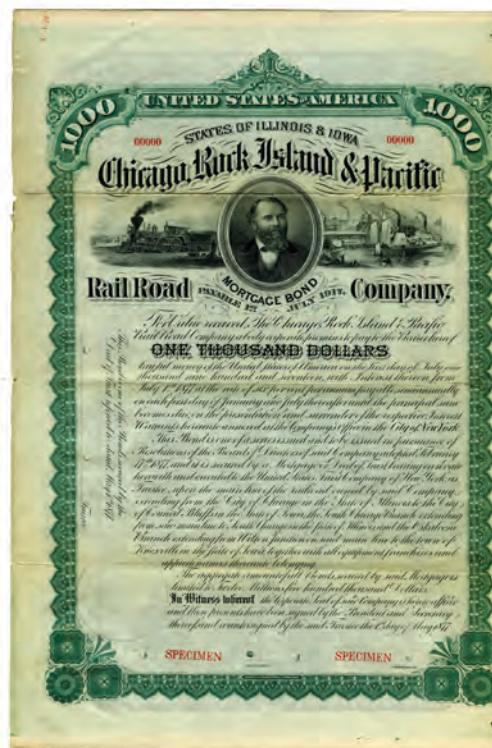 UNITED STATES OF AMERICA
1000 1000
STATES OF ILLINOIS & IOWA
00000 00000
Chicago, Rock Island & Pacific
Rail Road Company.
MORTGAGE BOND
PAYABLE 1st JULY 1917.
For value received, The Chicago, Rock Island & Pacific
Rail Road Company hereby promise to pay to the
ONE THOUSAND DOLLARS
lawful money of the United States of America on the first day of July one
thousand nine hundred and seventeen, with Interest thereon from
July 1st 1877 at the rate of six per cent per annum payable semi-annually
on each first day of January and July thereafter until the principal sum
becomes due, on the presentation and surrender of the respective Interest
Warrants hereunto annexed at the Company's Office in the City of New York.
This Bond is one of a series issued and to be issued in pursuance of
Resolutions of the Board of Directors of said Company adopted February
17th 1877, and it is secured by a Mortgage or Deed of trust bearing even date
herewith and executed to the United States Trust Company of New York as
Trustee, upon the main line of the railroad owned by said Company,
extending from the City of Chicago in the State of Illinois to the City
of Council Bluffs in the State of Iowa, the South Chicago Branch extending
from said main line to South Chicago in the State of Illinois and the Oskaloosa
Branch extending from Wilton junction on said main line to the town of
Knoxville in the State of Iowa, together with all equipment franchises and
appurtenances thereunto belonging.
The aggregate amount of all Bonds secured by said Mortgage is
limited to twelve Millions five hundred thousand Dollars.
In Witness whereof the Corporate Seal of said Company is hereto affixed
and these presents have been signed by the President and Secretary
thereof and countersigned by the said Trustee the 1st day of May 1877.
SPECIMEN SPECIMEN
Trustee